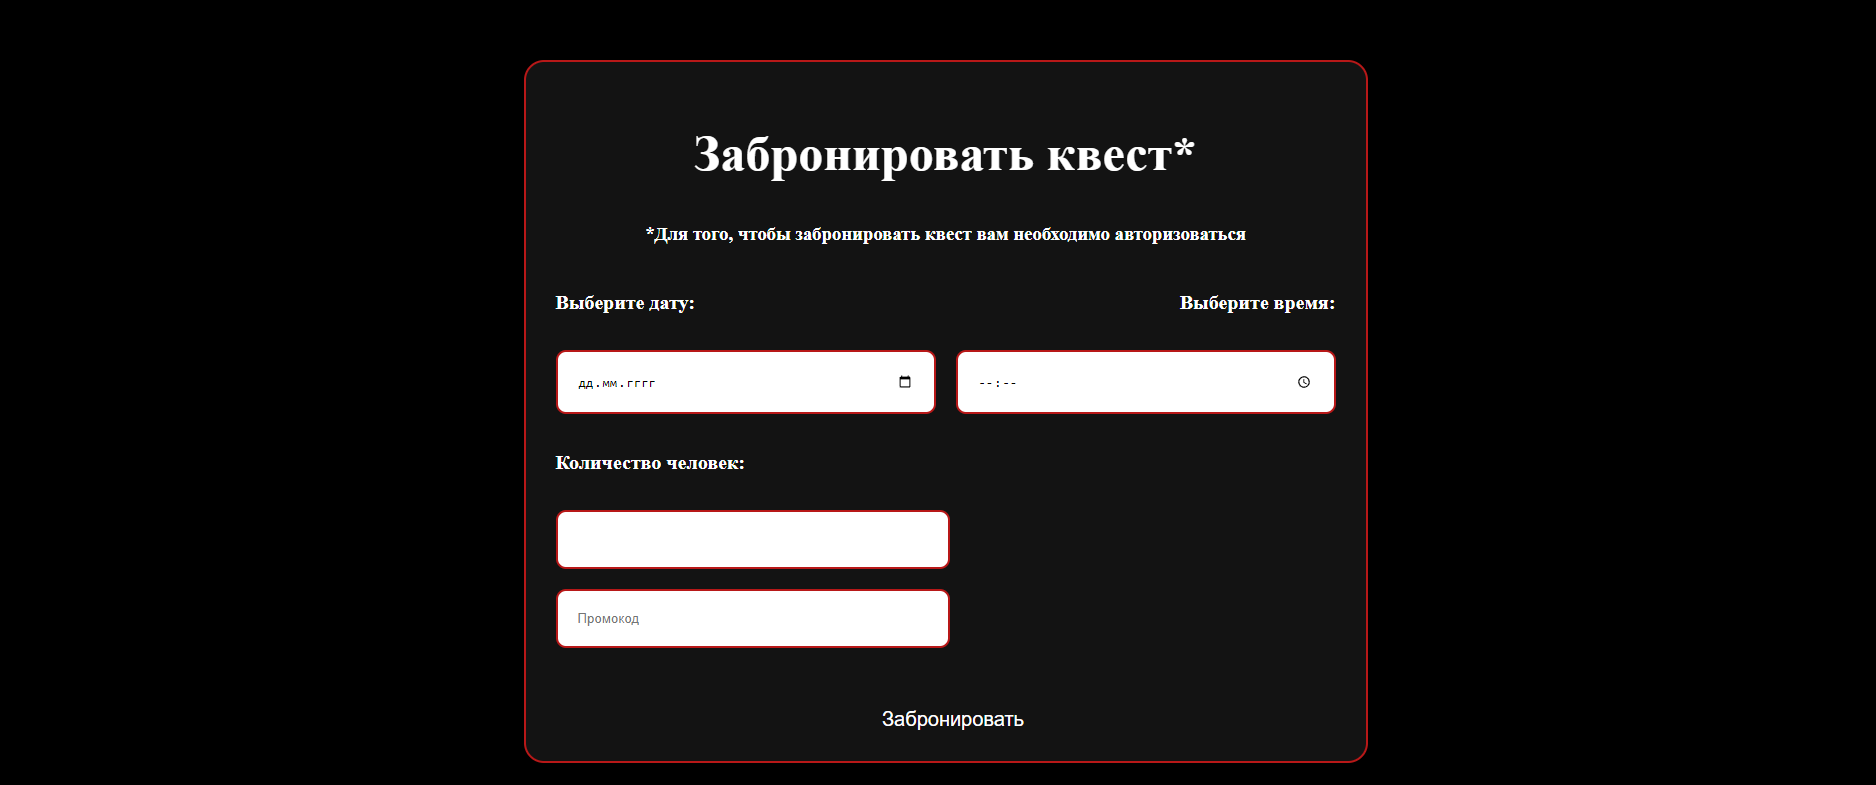 Забронировать квест*
*Для того, чтобы забронировать квест вам необходимо авторизоваться
Выберите дату:
Выберите время:
дд.мм.гггг
--:--
Количество человек:
Промокод
Забронировать